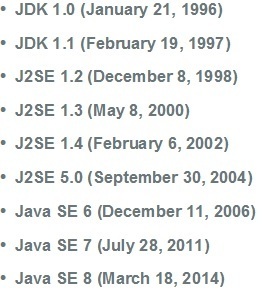 • JDK 1.0 (January 21, 1996)
• JDK 1.1 (February 19, 1997)
• J2SE 1.2 (December 8, 1998)
• J2SE 1.3 (May 8, 2000)
• J2SE 1.4 (February 6, 2002)
• J2SE 5.0 (September 30, 2004)
• Java SE 6 (December 11, 2006)
• Java SE 7 (July 28, 2011)
• Java SE 8 (March 18, 2014)